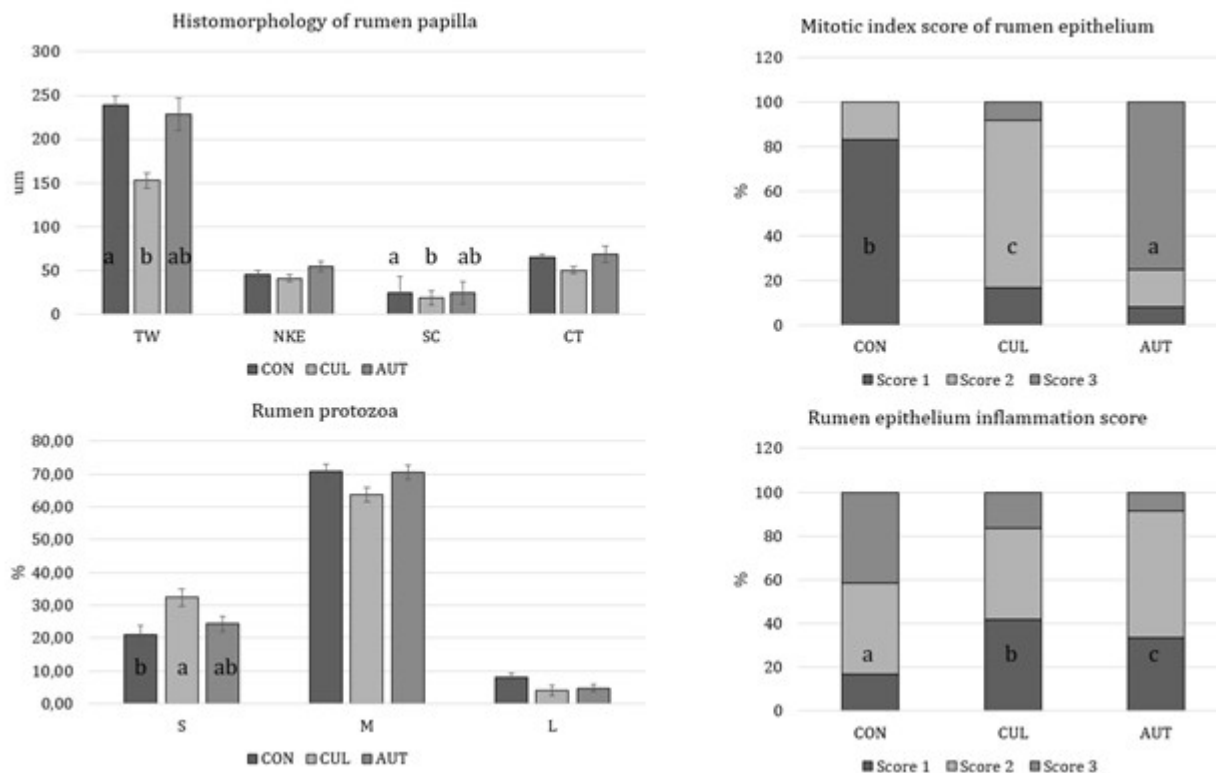 Histomorphology of rumen papilla
300
250
200
150
100
50
0
um
a b ab
a b ab
TW NKE SC CT
CON CUL AUT
Mitotic index score of rumen epithelium
120
100
80
60
40
20
0
%
b c a
CON CUL AUT
Score 1 Score 2 Score 3
Rumen protozoa
80,00
70,00
60,00
50,00
40,00
30,00
20,00
10,00
0,00
%
b a ab
S M L
CON CUL AUT
Rumen epithelium inflammation score
120
100
80
60
40
20
0
%
a b c
CON CUL AUT
Score 1 Score 2 Score 3